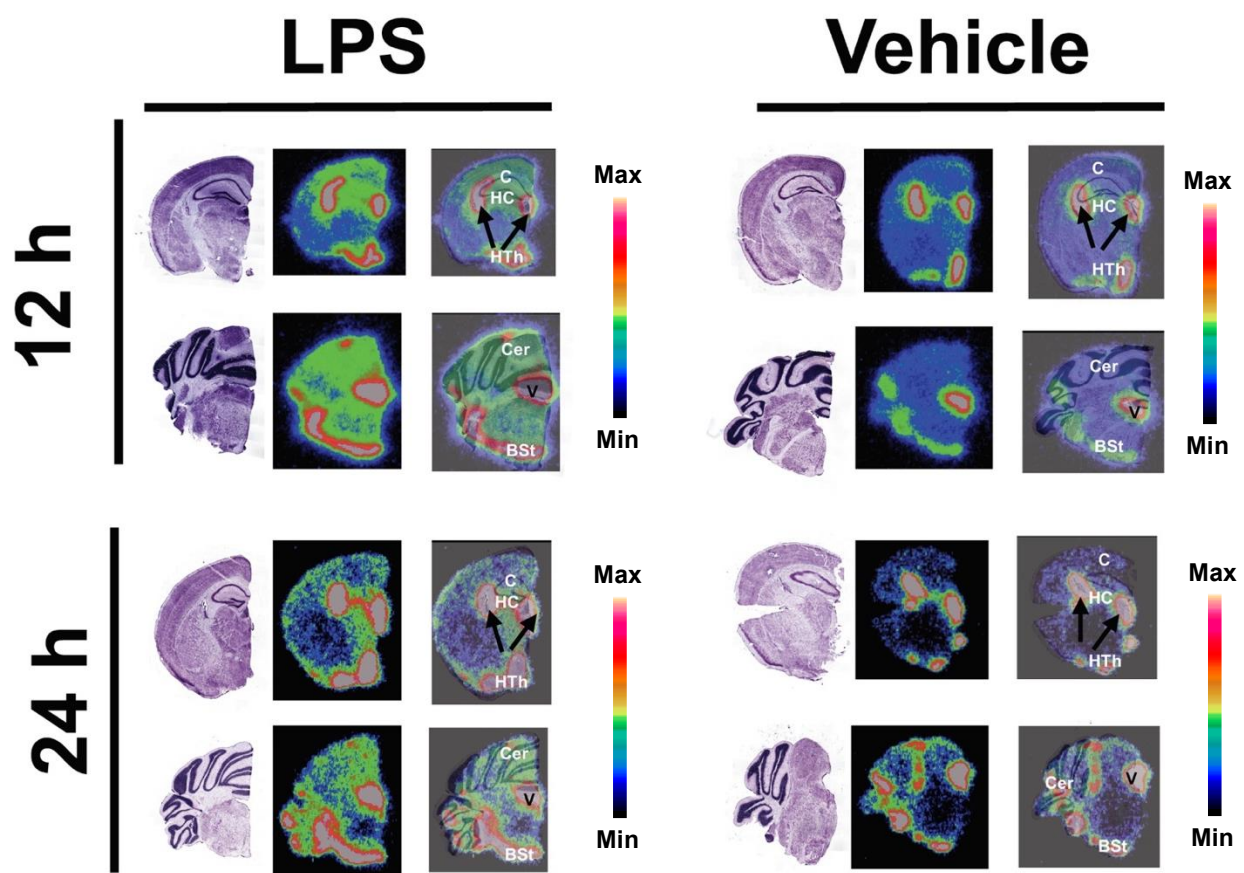 LPS
Vehicle
12 h
C
HC
HTh
Max
Min
C
HC
HTh
Max
Min
Cer
V
BSt
Cer
V
BSt
24 h
C
HC
HTh
Max
Min
C
HC
HTh
Max
Min
Cer
V
BSt
Cer
V
BSt